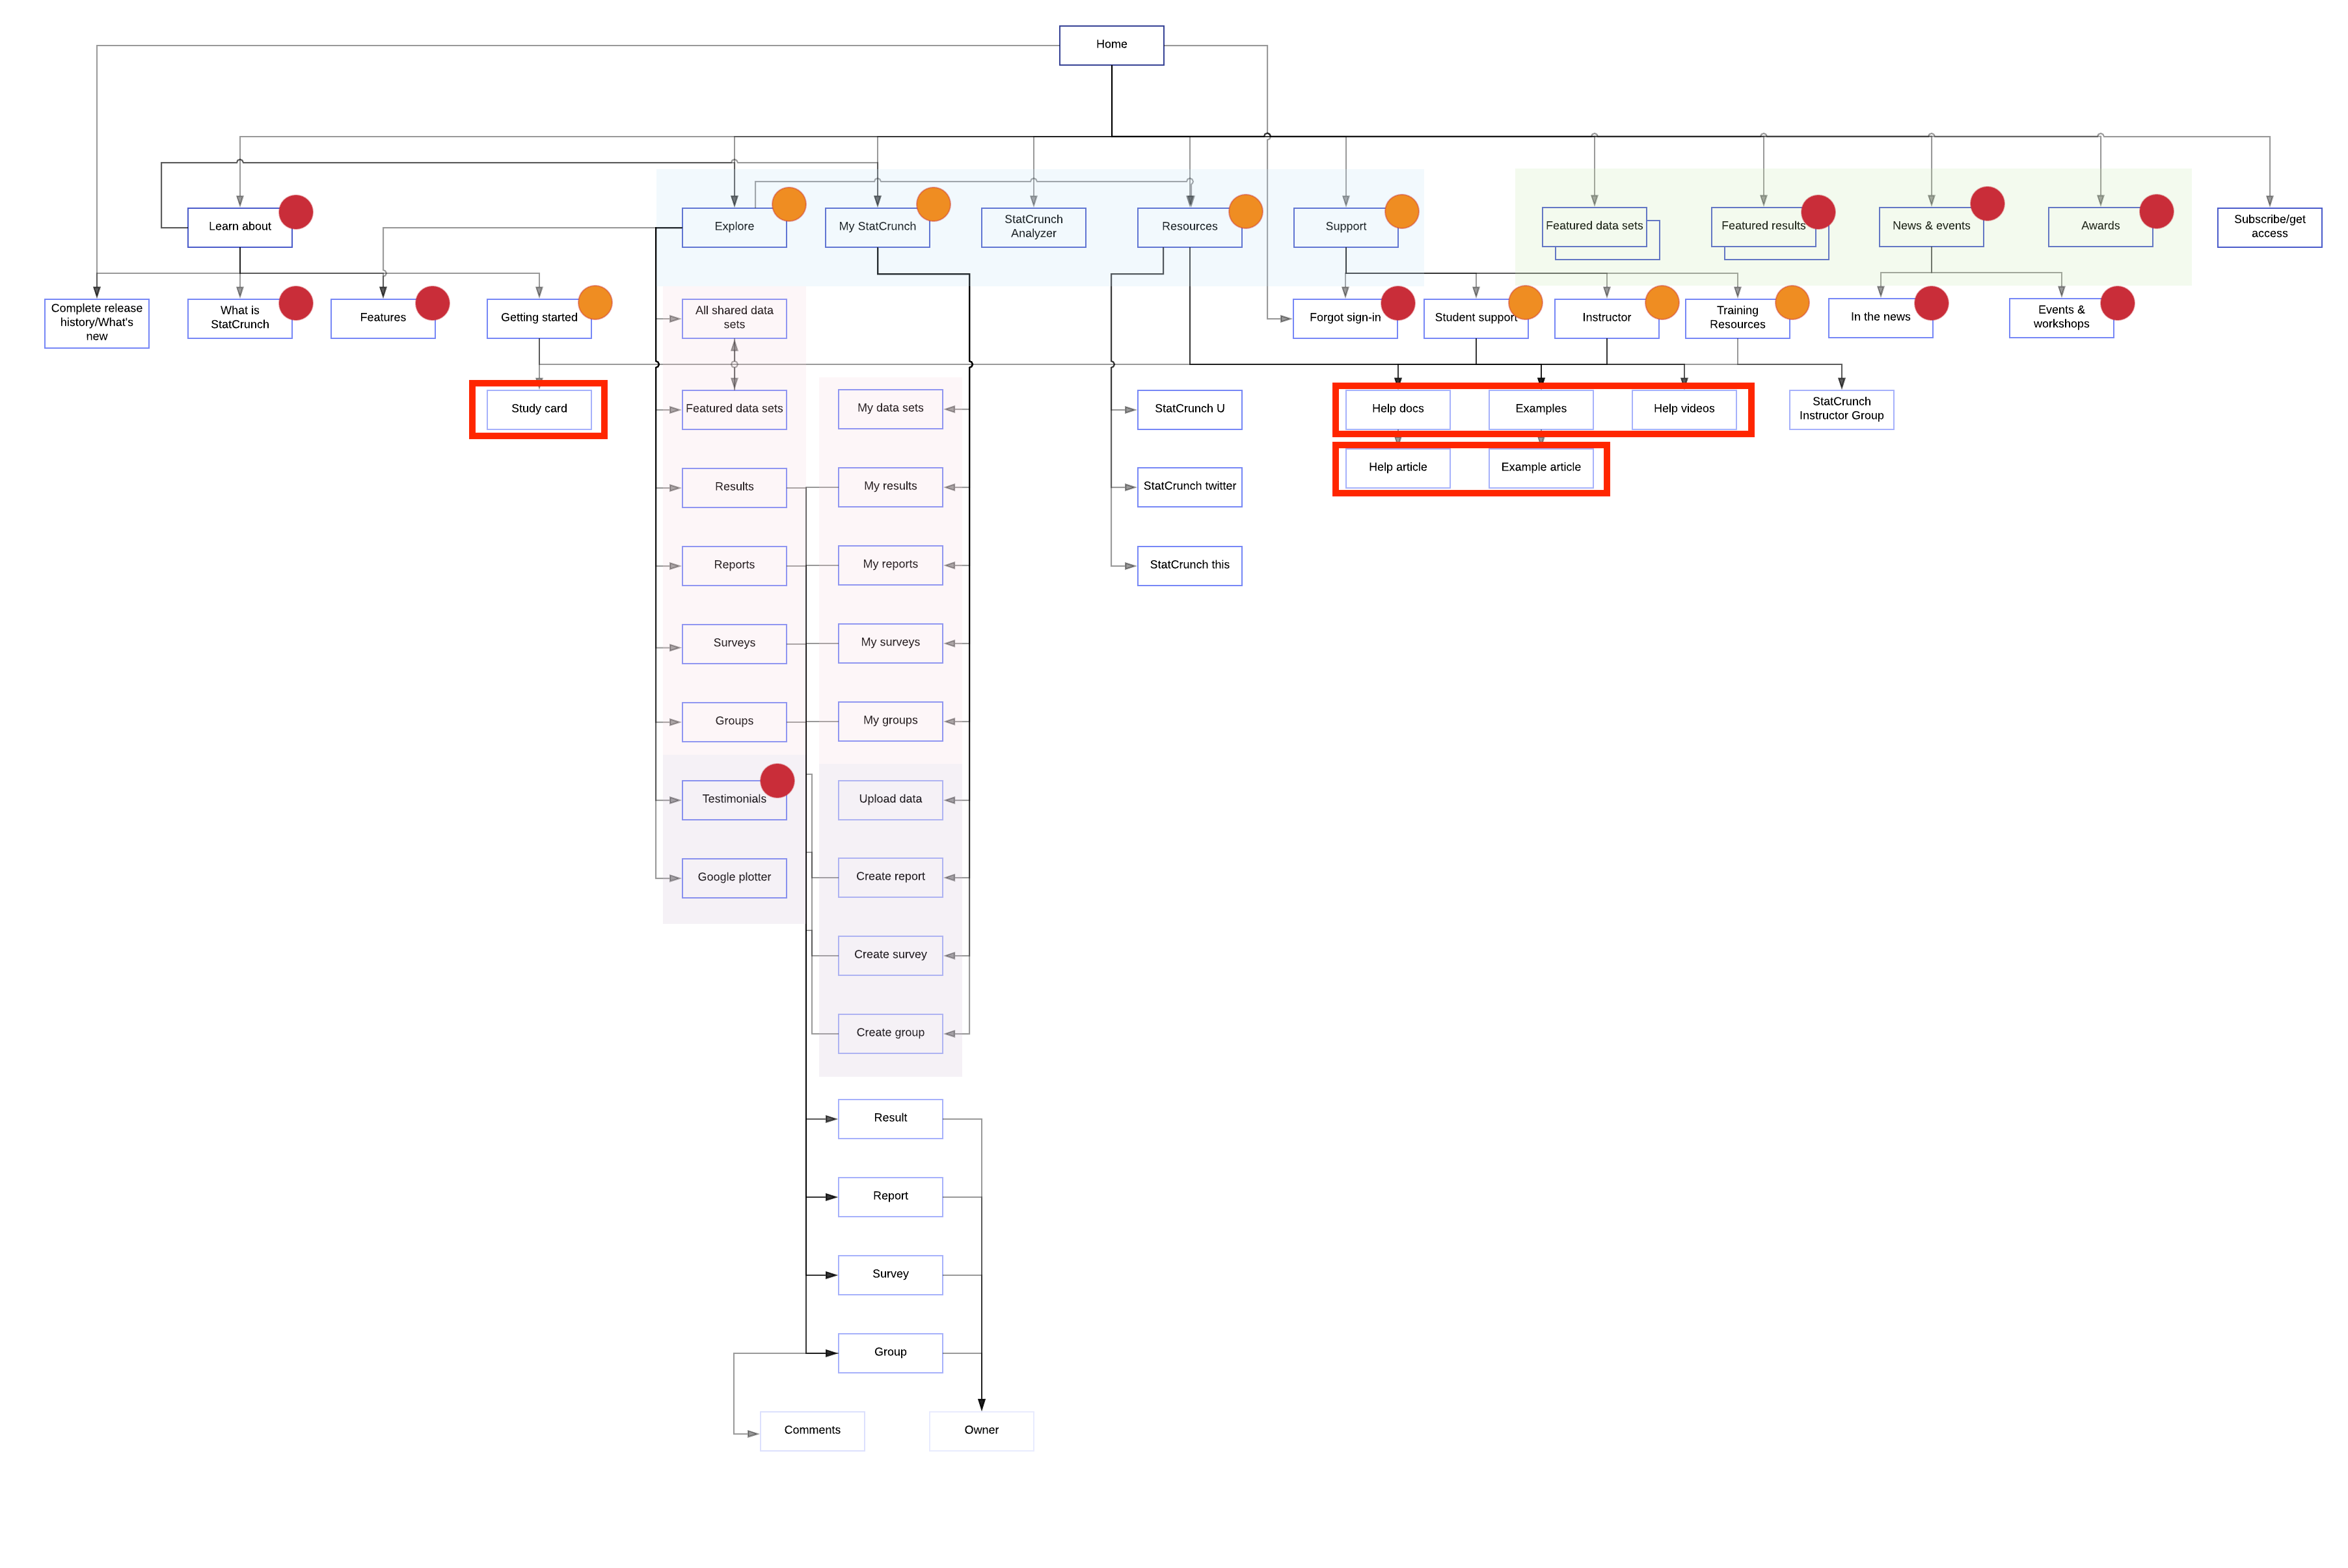 Home
Learn about
Explore
My StatCrunch
StatCrunch
Analyzer
Resources
Support
Featured data sets
Featured results
News & events
Awards
Subscribe/get
access
Complete release
history/What's
new
What is
StatCrunch
Features
Getting started
All shared data
sets
Forgot sign-in
Student support
Instructor
Training
Resources
In the news
Events &
workshops
Study card
Featured data sets
My data sets
StatCrunch U
Help docs
Examples
Help videos
StatCrunch
Instructor Group
Results
My results
StatCrunch twitter
Help article
Example article
Reports
My reports
StatCrunch this
Surveys
My surveys
Groups
My groups
Testimonials
Upload data
Google plotter
Create report
Create survey
Create group
Result
Report
Survey
Group
Comments
Owner